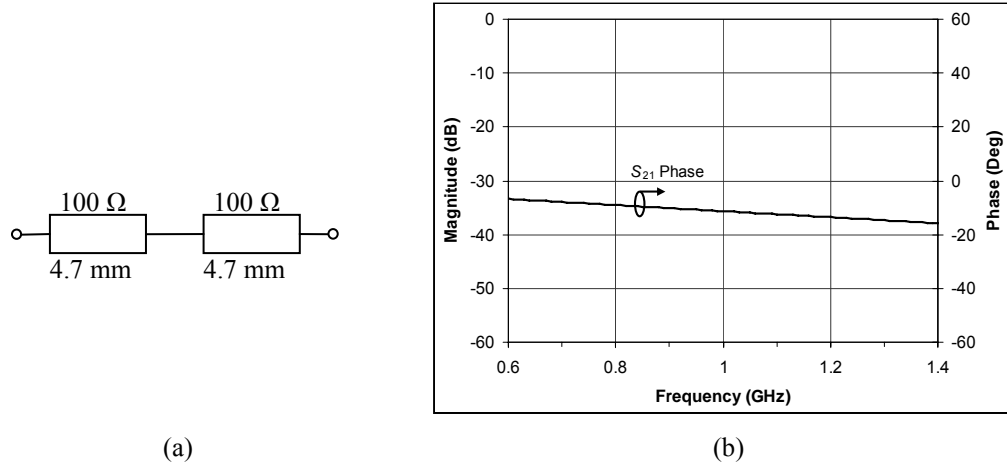 100 Ω
100 Ω
4.7 mm
4.7 mm
(a)
0
-10
-20
-30
-40
-50
-60
Magnitude (dB)
60
40
20
0
-20
-40
-60
Phase (Deg)
S21 Phase
0.6
0.8
1
1.2
1.4
Frequency (GHz)
(b)